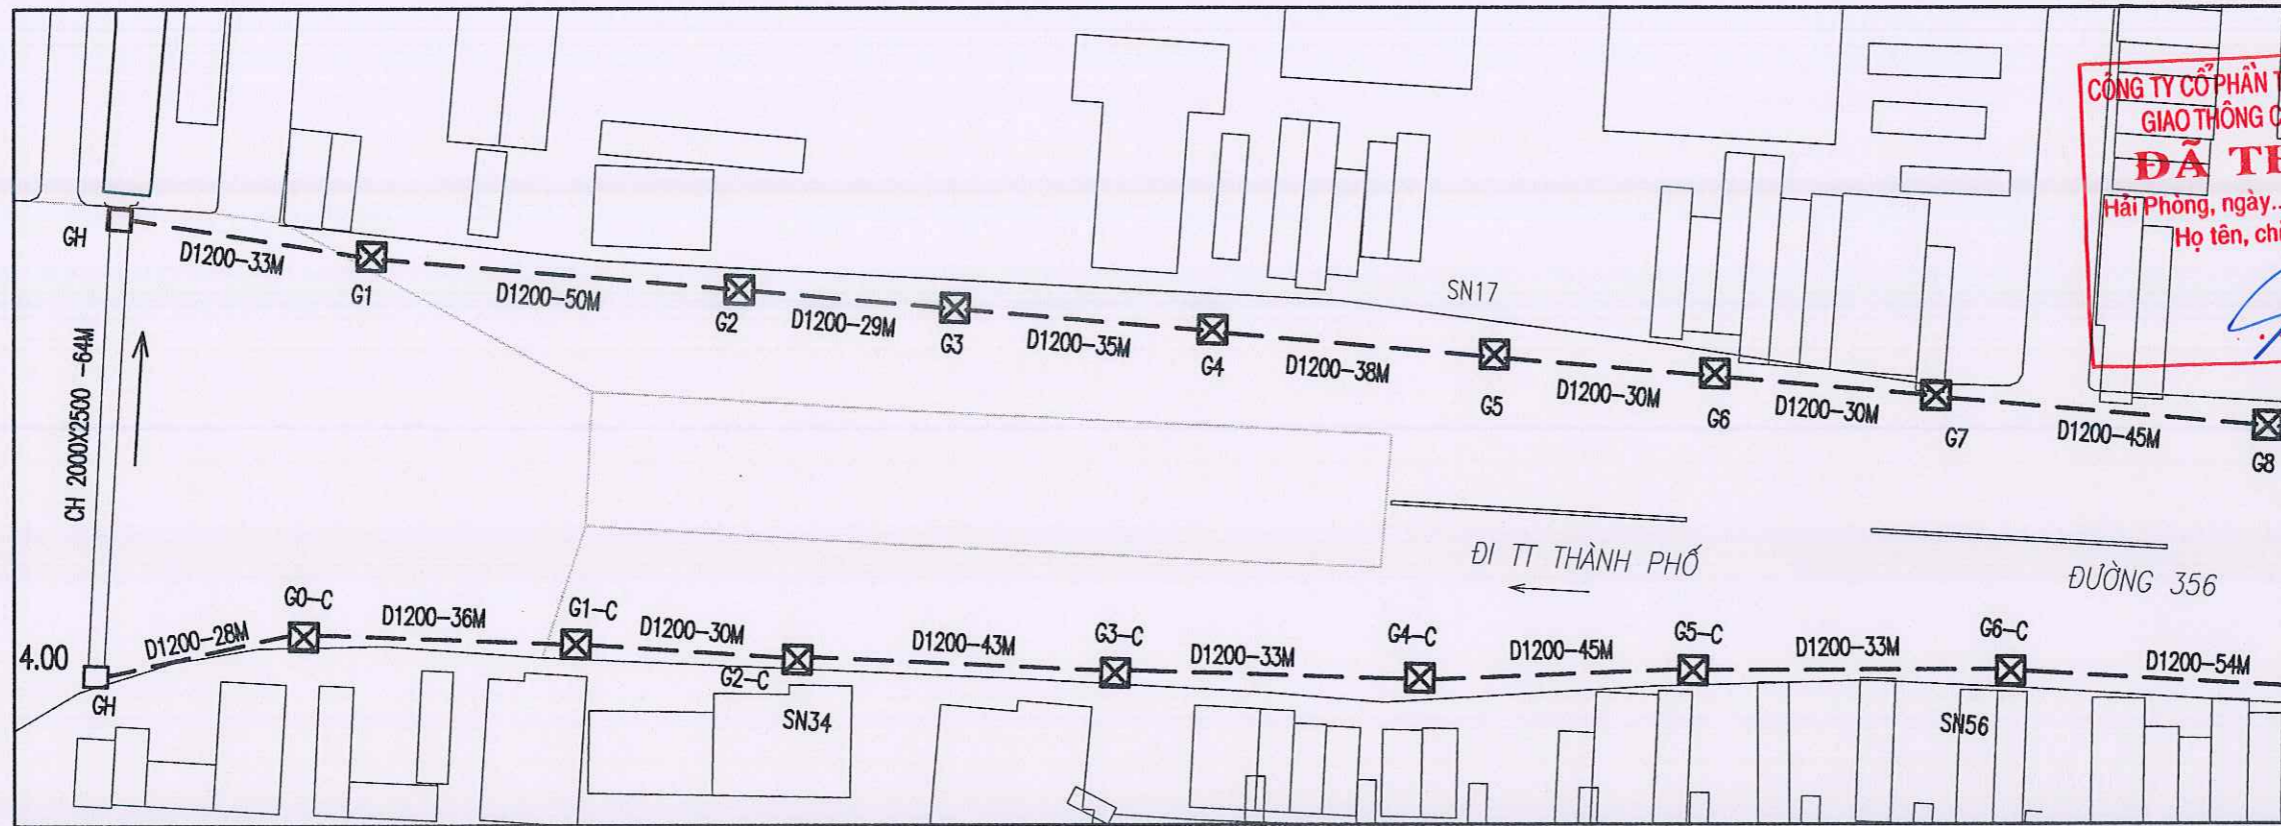 CÔNG TY CỔ PHẦN
GIAO THÔNG
ĐÃ
Hải Phòng, ngày..
Họ tên,
GH
D1200-33M
G1
D1200-50M
G2
D1200-29M
G3
D1200-35M
G4
D1200-38M
SN17
G5
D1200-30M
G6
D1200-30M
G7
D1200-45M
G8
CH 2000X2500 -64M
ĐI TT THÀNH PHỐ
ĐƯỜNG 356
4.00
GH
D1200-28M
G0-C
D1200-36M
G1-C
D1200-30M
G2-C
SN34
D1200-43M
G3-C
D1200-33M
G4-C
D1200-45M
G5-C
D1200-33M
G6-C
SN56
D1200-54M